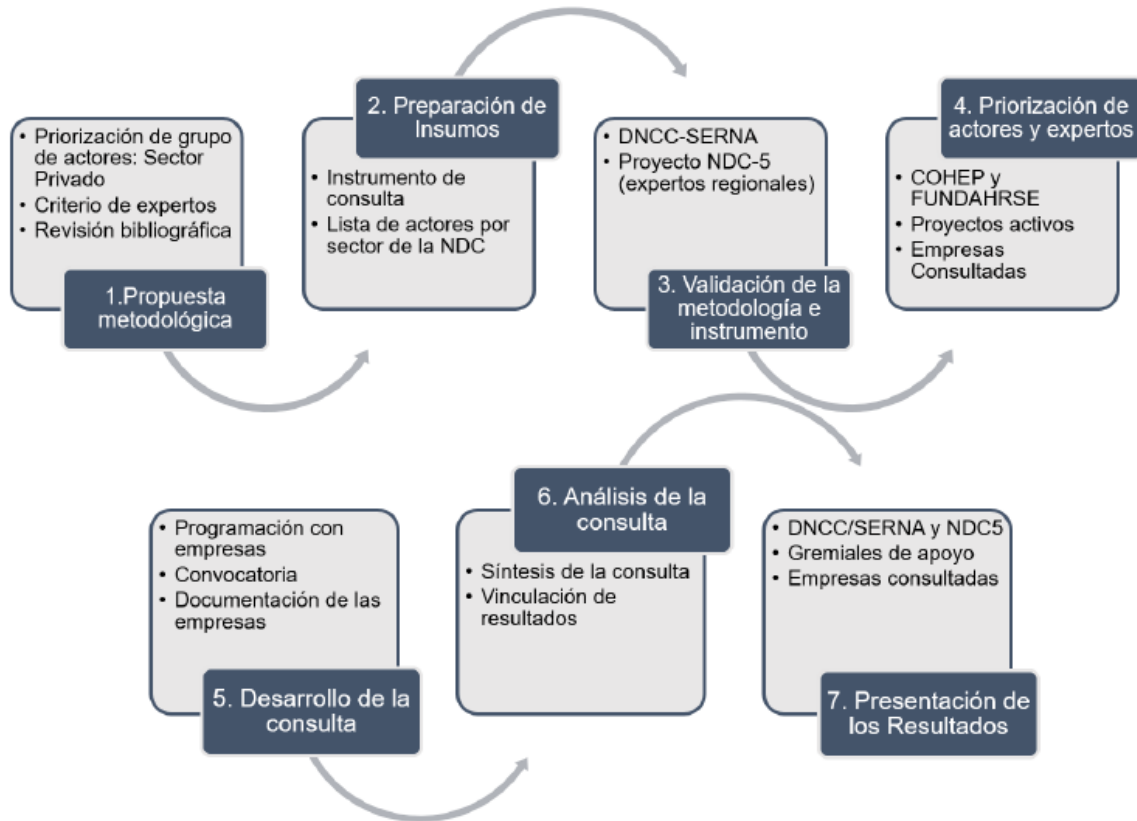 • Priorización de grupo
de actores: Sector
Privado
• Criterio de expertos
• Revisión bibliográfica
1.Propuesta
metodológica
2. Preparación de
Insumos
• Instrumento de
consulta
• Lista de actores por
sector de la NDC
• DNCC-SERNA
• Proyecto NDC-5
(expertos regionales)
3. Validación de la
metodología e
instrumento
4. Priorización de
actores y expertos
• COHEP y
FUNDAHRSE
• Proyectos activos
• Empresas
Consultadas
• Programación con
empresas
• Convocatoria
• Documentación de las
empresas
5. Desarrollo de la
consulta
6. Análisis de la
consulta
• Síntesis de la consulta
• Vinculación de
resultados
• DNCC/SERNA y NDC5
• Gremiales de apoyo
• Empresas consultadas
7. Presentación de
los Resultados